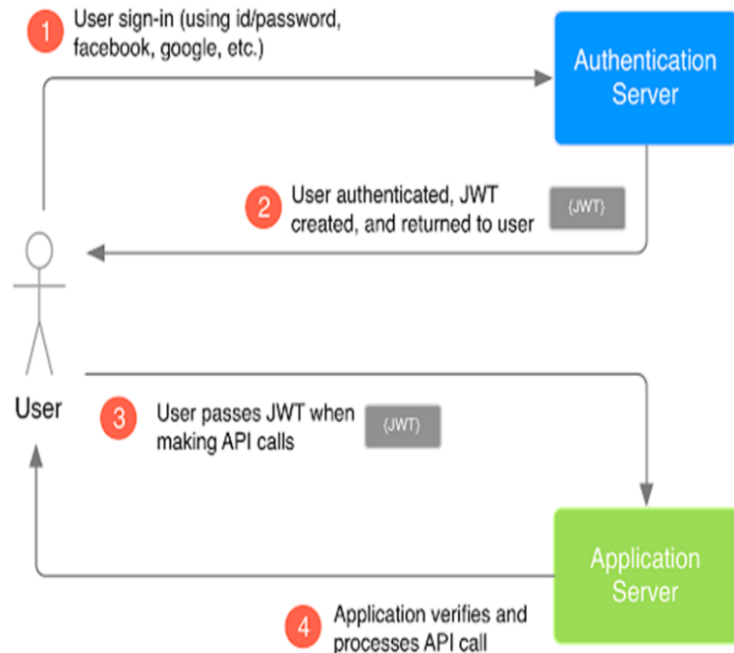 1
User sign-in (using id/password,
facebook, google, etc.)
Authentication
Server
2
User authenticated, JWT
created, and returned to user
{JWT}
User
3
User passes JWT when
making API calls
{JWT}
Application
Server
4
Application verifies and
processes API call